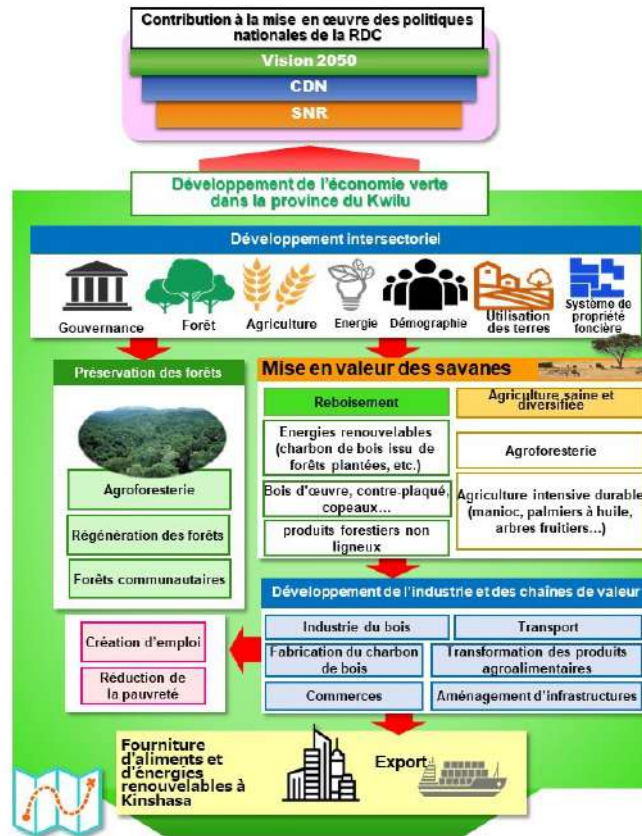 Contribution à la mise en œuvre des politiques
nationales de la RDC
Vision 2050
CDN
SNR
Développement de l'économie verte
dans la province du Kwilu
Développement intersectoriel
Gouvernance
Forêt
Agriculture
Energie
Démographie
Utilisation
des terres
Système de
propriété
foncière
Préservation des forêts
Agroforesterie
Régénération des forêts
Forêts communautaires
Mise en valeur des savanes
Reboisement
Energies renouvelables
(charbon de bois issu de
forêts plantées, etc.)
Bois d'œuvre, contre-plaqué,
copeaux...
produits forestiers non
ligneux
Agriculture saine et
diversifiée
Agroforesterie
Agriculture intensive durable
(manioc, palmiers à huile,
arbres fruitiers...)
Développement de l'industrie et des chaînes de valeur
Industrie du bois
Transport
Fabrication du charbon
de bois
Transformation des produits
agroalimentaires
Commerces
Aménagement d'infrastructures
Création d'emploi
Réduction de
la pauvreté
Fourniture
d'aliments et
d'énergies
renouvelables à
Kinshasa
Export